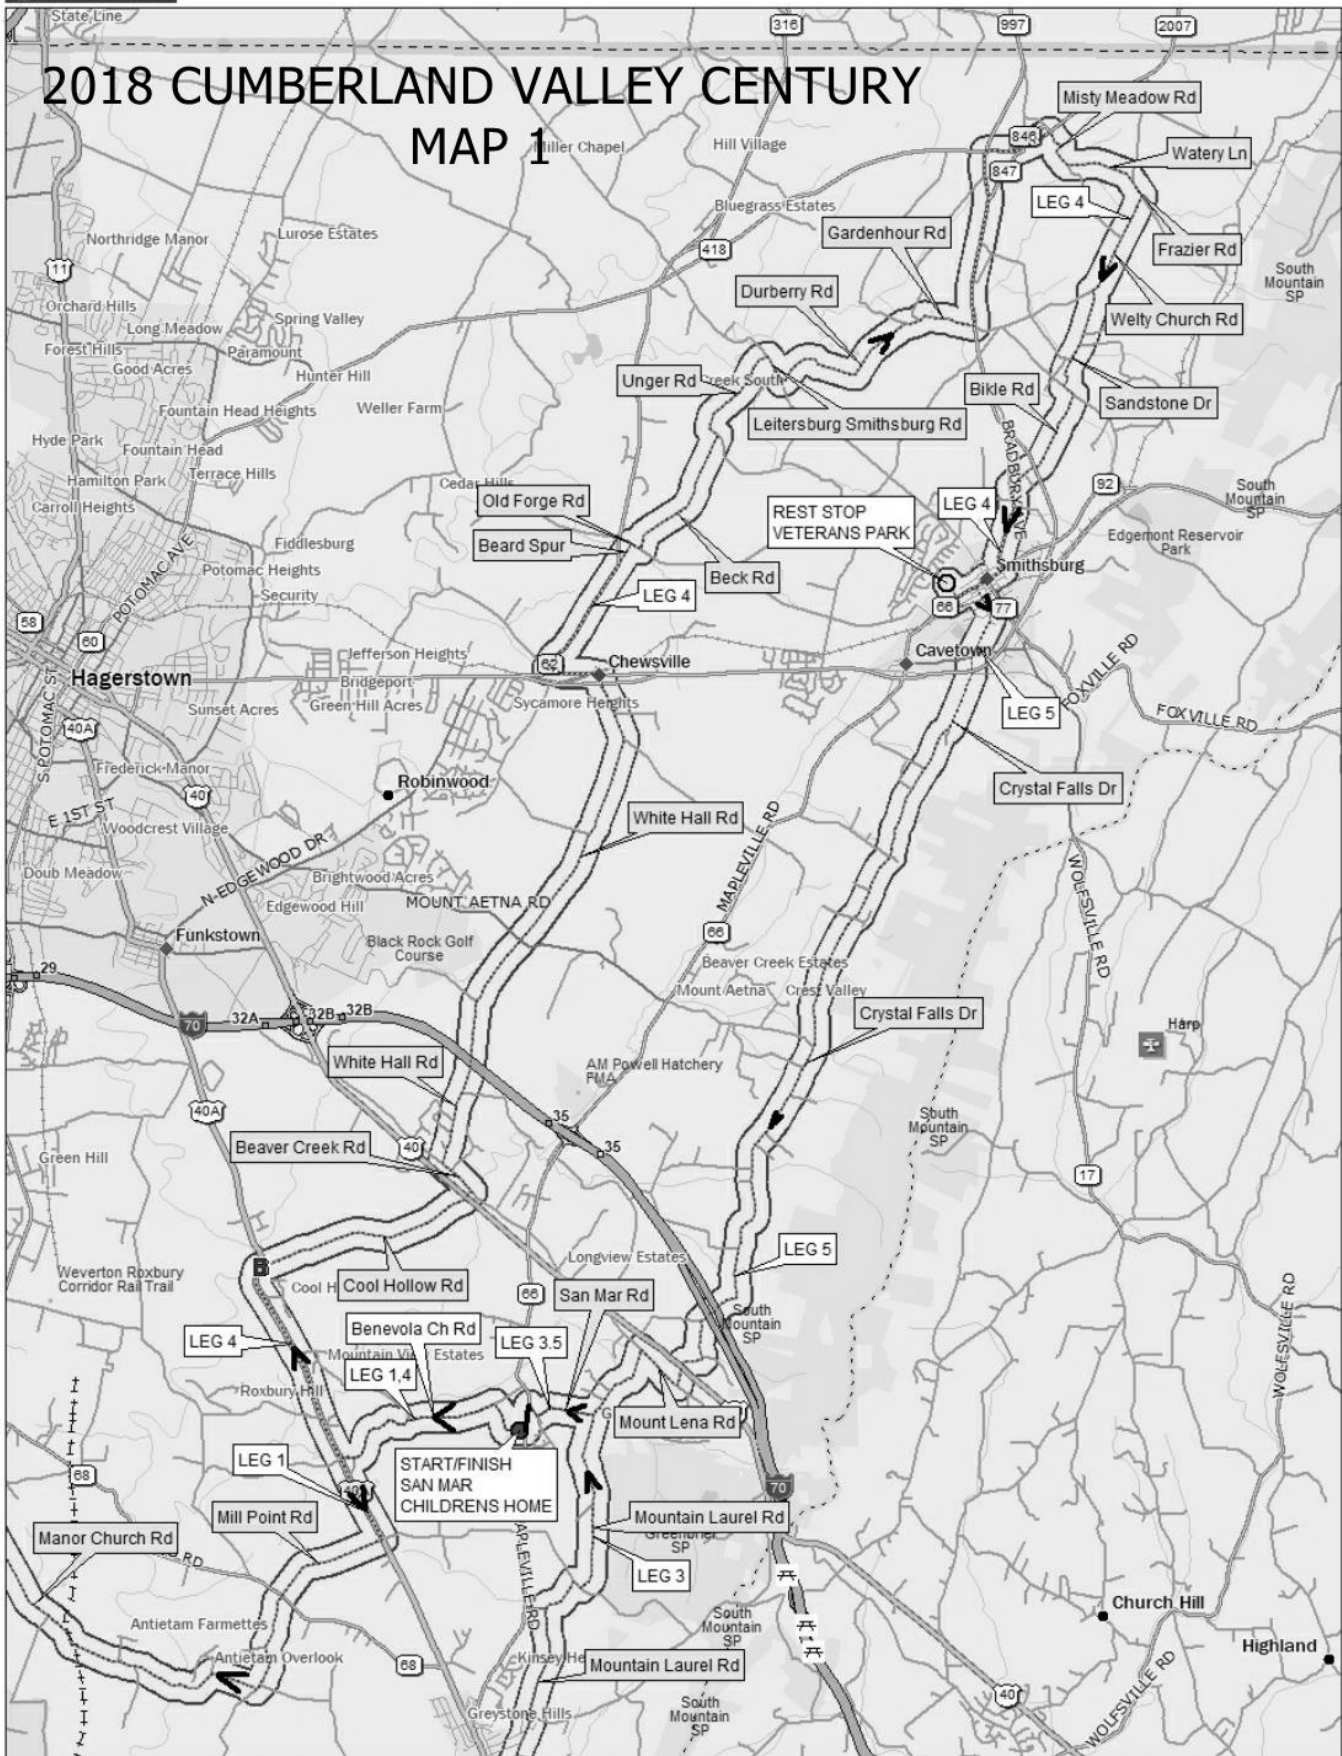 State Line
316
997
2007
2018 CUMBERLAND VALLEY CENTURY
MAP 1
Misty Meadow Rd
846
Miller Chapel
Hill Village
Watery Ln
847
LEG 4
Bluegrass Estates
Gardenhour Rd
Northridge Manor
Lurose Estates
418
Frazier Rd
11
South
Mountain
SP
Durberry Rd
Orchard Hills
Spring Valley
Welty Church Rd
Long Meadow
Forest Hills
Paramount
Good Acres
Hunter Hill
Unger Rd
Creek South
Bikle Rd
Sandstone Dr
Fountain Head Heights
Weller Farm
Leitersburg Smithsburg Rd
Hyde Park
Fountain Head
BRADBURY AVE
Hamilton Park
Terrace Hills
Cedar Hills
92
Old Forge Rd
LEG 4
South
Mountain
SP
Carroll Heights
REST STOP
VETERANS PARK
Beard Spur
Fiddlesburg
POTOMAC AVE
Edgemont Reservoir
Park
Potomac Heights
Beck Rd
Smithsburg
Security
LEG 4
66
77
58
60
Jefferson Heights
62
Chewsville
Cavetown
FOXVILLE RD
Hagerstown
Bridgeport
Sunset Acres
Green Hill Acres
Sycamore Heights
LEG 5
FOXVILLE RD
S POTOMAC ST
40A
Frederick Manor
Robinwood
Crystal Falls Dr
40
E 1ST ST
Woodcrest Village
White Hall Rd
N EDGEWOOD DR
MAPLEVILLE RD
Doub Meadow
Brightwood Acres
WOLFSVILLE RD
Edgewood Hill
MOUNT AETNA RD
Funkstown
Black Rock Golf
Course
66
29
Beaver Creek Estates
Mount Aetna
Crest Valley
70
32A
32B
32B
Crystal Falls Dr
Harp
White Hall Rd
AM Powell Hatchery
FMA
40A
35
35
South
Mountain
SP
Beaver Creek Rd
40
Green Hill
17
LEG 5
Longview Estates
B
Weverton Roxbury
Corridor Rail Trail
Cool H
Cool Hollow Rd
66
San Mar Rd
South
Mountain
SP
WOLFSVILLE RD
LEG 4
Benevola Ch Rd
LEG 3.5
Mountain View Estates
LEG 1,4
Roxbury Hill
Mount Lena Rd
START/FINISH
SAN MAR
CHILDRENS HOME
LEG 1
68
70
Mill Point Rd
Mountain Laurel Rd
Greenbrier
SP
Manor Church Rd
MAPLEVILLE RD
LEG 3
Church Hill
Antietam Farmettes
South
Mountain
SP
Highland
Antietam Overlook
68
Mountain Laurel Rd
40
WOLFSVILLE RD
Greystone Hills
South
Mountain
SP